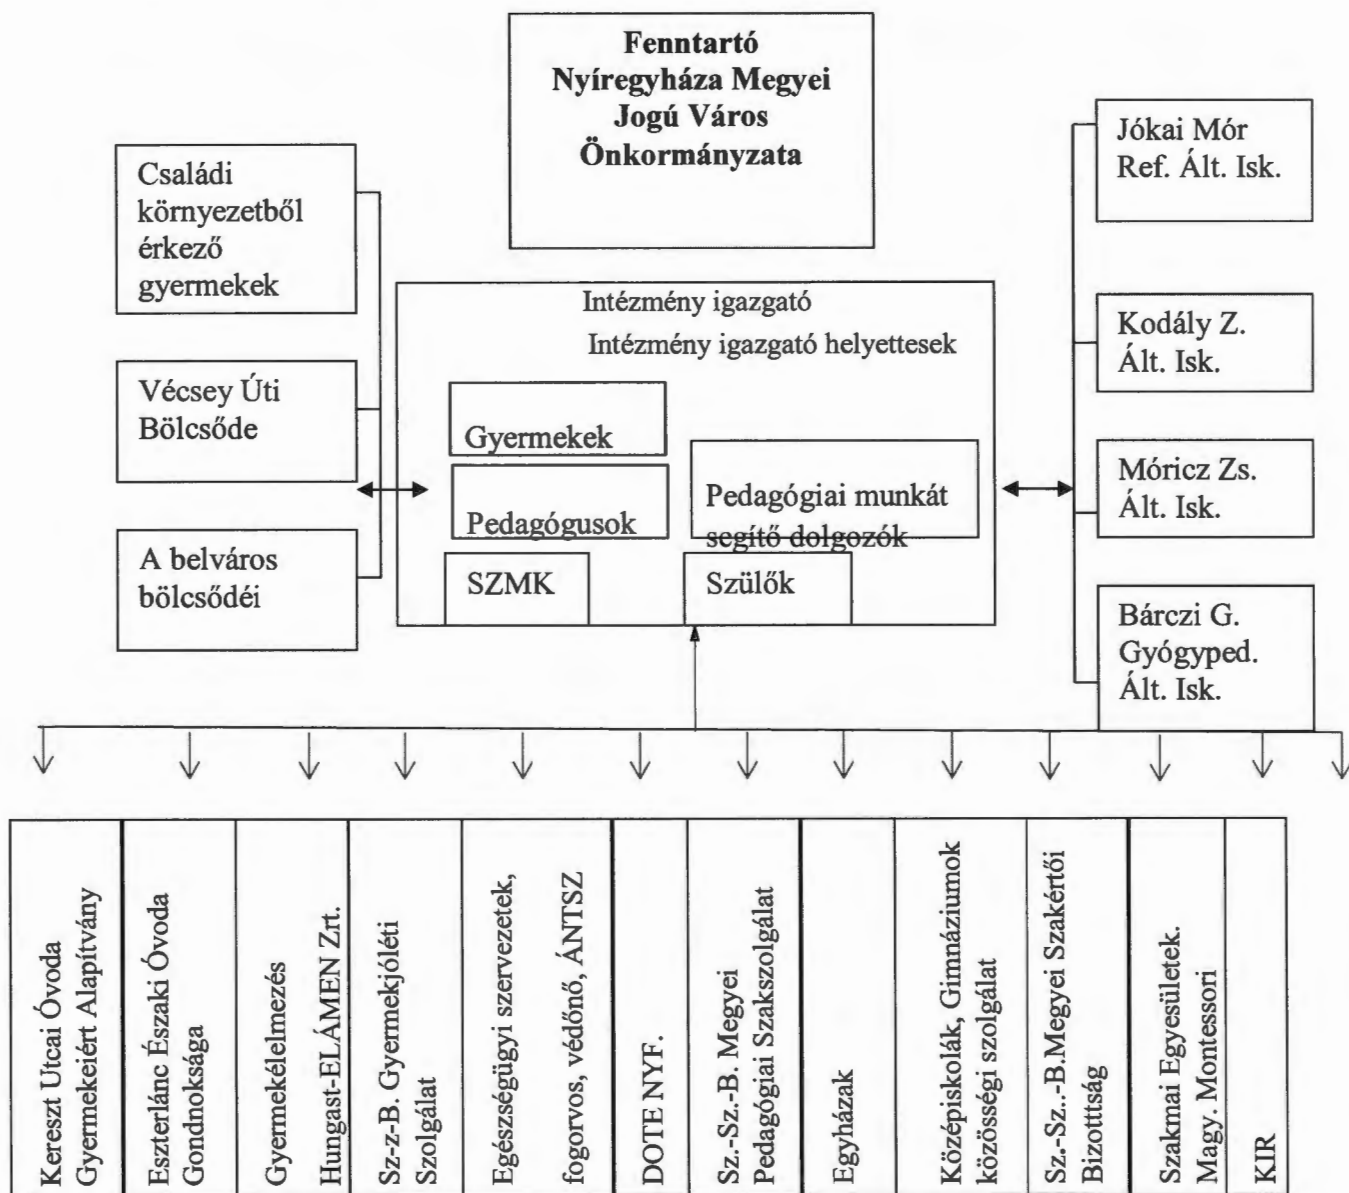 Fenntartó
Nyíregyháza Megyei
Jogú Város
Önkormányzata
Családi
környezetből
érkező
gyermekek
Vécsey Úti
Bölcsőde
A belváros
bölcsődéi
Intézmény igazgató
Intézmény igazgató helyettesek
Gyermekek
Pedagógusok
SZMK
Pedagógiai munkát
segítő dolgozók
Szülők
Jókai Mór
Ref. Ált. Isk.
Kodály Z.
Ált. Isk.
Móricz Zs.
Ált. Isk.
Bárczi G.
Gyógyped.
Ált. Isk.
Kereszt Utcai Óvoda
Gyermekeiért Alapítvány
Eszterlánc Északi Óvoda
Gondnoksága
Gyermekélelmezés
Hungast-ELÁMEN Zrt.
Sz-z-B. Gyermekjóléti
Szolgálat
Egészségügyi szervezetek,
fogorvos, védőnő, ÁNTSZ
DOTE NYF.
Sz.-Sz.-B. Megyei
Pedagógiai Szakszolgálat
Egyházak
Középiskolák, Gimnáziumok
közösségi szolgálat
Sz.-Sz..-B.Megyei Szakértői
Bizotttság
Szakmai Egyesületek.
Magy. Montessori
KIR